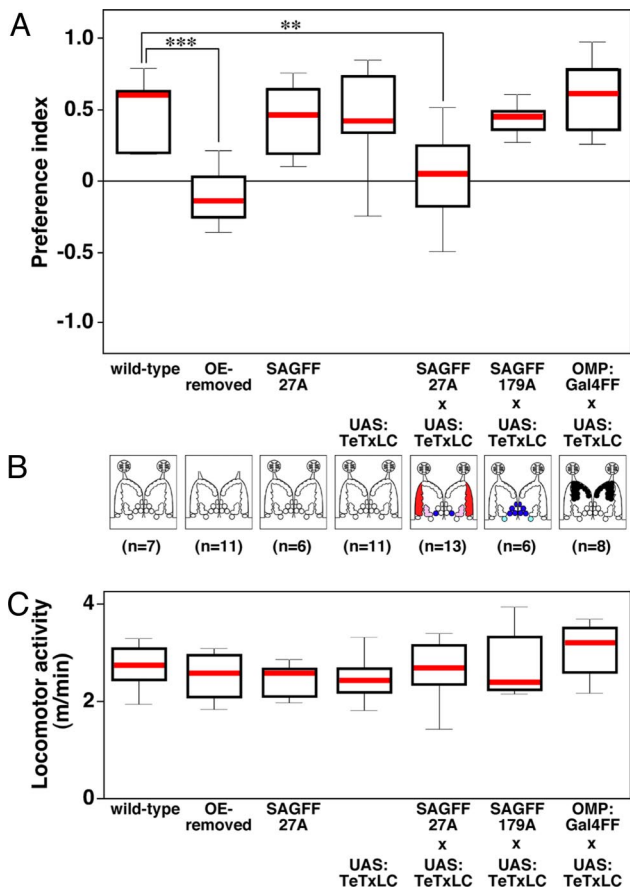 A
Preference index
1.0
0.5
0
-0.5
-1.0
***
**
wild-type
OE-
removed
SAGFF
27A
UAS:
TeTxLC
SAGFF
27A
x
UAS:
TeTxLC
SAGFF
179A
x
UAS:
TeTxLC
OMP:
Gal4FF
x
UAS:
TeTxLC
B
(n=7)
(n=11)
(n=6)
(n=11)
(n=13)
(n=6)
(n=8)
C
Locomotor activity
(m/min)
4
2
0
wild-type
OE-
removed
SAGFF
27A
UAS:
TeTxLC
SAGFF
27A
x
UAS:
TeTxLC
SAGFF
179A
x
UAS:
TeTxLC
OMP:
Gal4FF
x
UAS:
TeTxLC